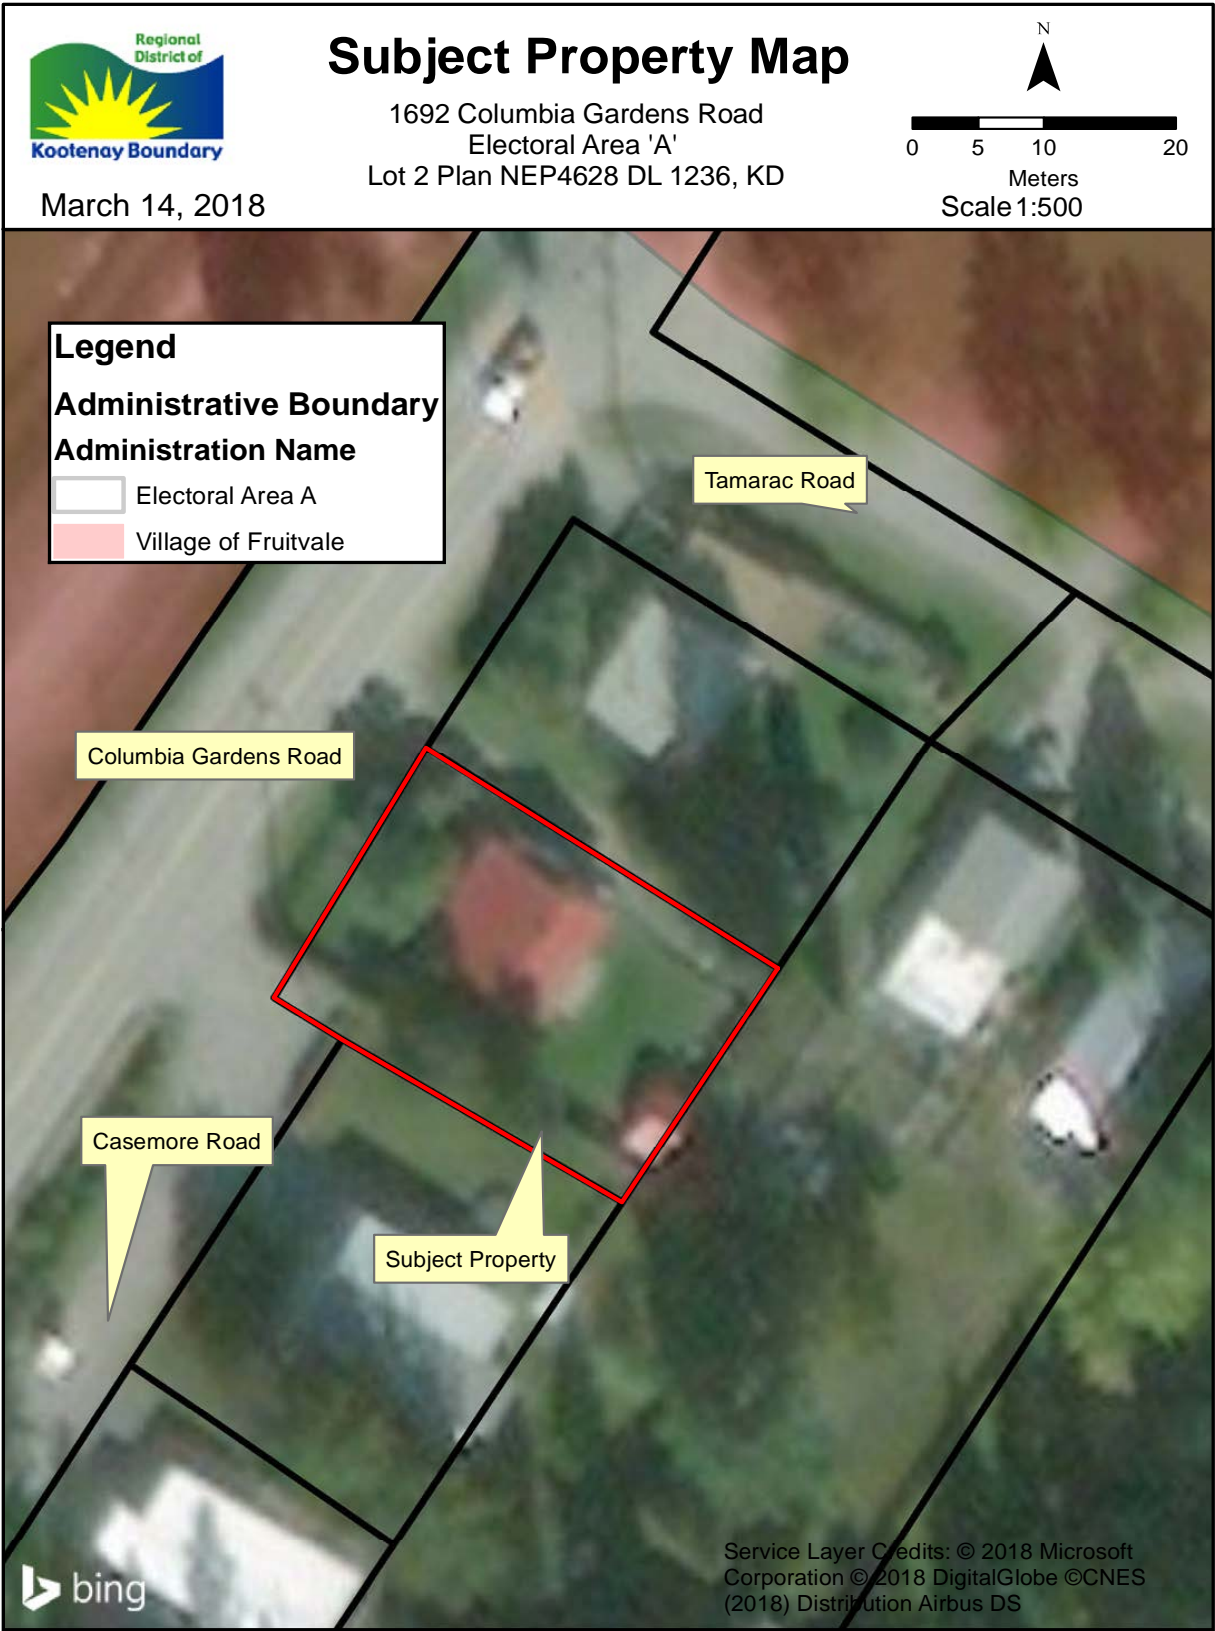 Regional
District of
Kootenay Boundary
March 14, 2018
Subject Property Map
1692 Columbia Gardens Road
Electoral Area 'A'
Lot 2 Plan NEP4628 DL 1236, KD
N
0 5 10 20
Meters
Scale 1:500
Legend
Administrative Boundary
Administration Name
Electoral Area A
Village of Fruitvale
Tamarac Road
Columbia Gardens Road
Casemore Road
Subject Property
bing
Service Layer Credits: © 2018 Microsoft
Corporation © 2018 DigitalGlobe ©CNES
(2018) Distribution Airbus DS